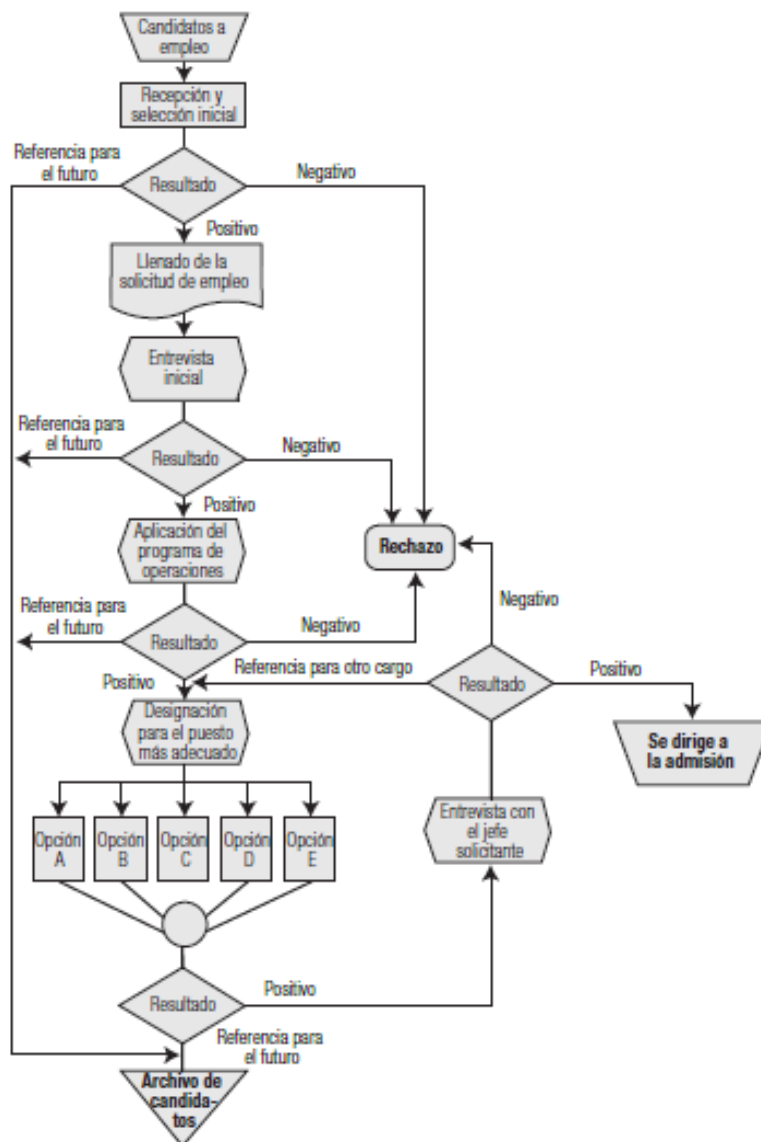 Candidatos a
empleo
Recepción y
selección inicial
Referencia para
el futuro
Resultado
Negativo
Positivo
Llenado de la
solicitud de empleo
Entrevista
inicial
Referencia para
el futuro
Resultado
Negativo
Positivo
Aplicación del
programa de
operaciones
Rechazo
Referencia para
el futuro
Resultado
Negativo
Negativo
Positivo
Referencia para otro cargo
Resultado
Positivo
Designación
para el puesto
más adecuado
Se dirige a
la admisión
Opción
A
Opción
B
Opción
C
Opción
D
Opción
E
Entrevista con
el jefe
solicitante
Resultado
Positivo
Referencia para
el futuro
Archivo de
candida-
tos